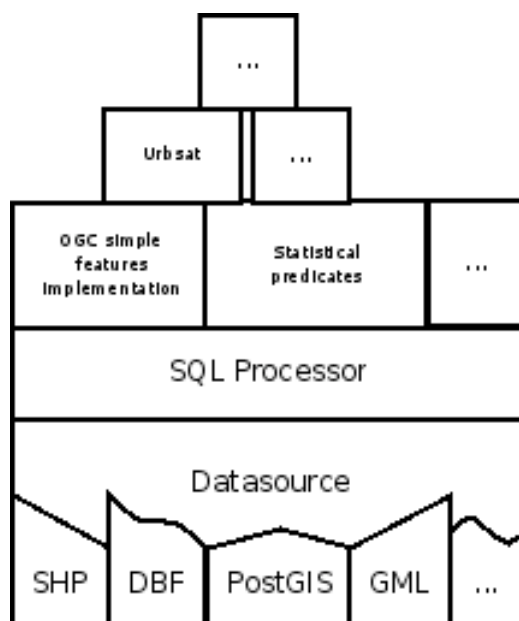 ...
Urbsat
...
OGC simple
features
implementation
Statistical
predicates
...
SQL Processor
Datasource
SHP
DBF
PostGIS
GML
...